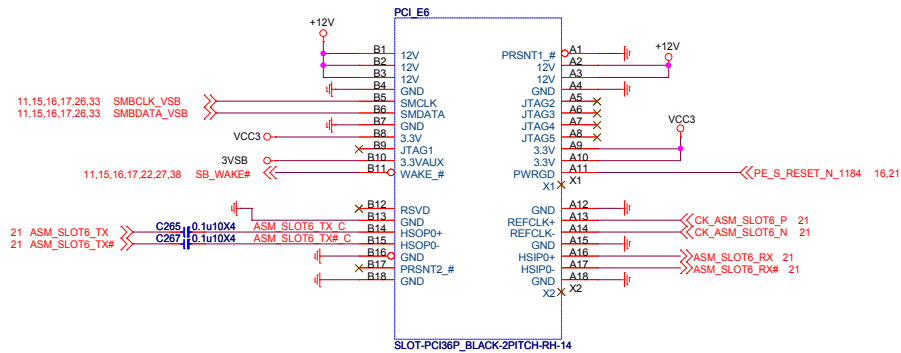 PCI_E6
+12V
B1 12V PRSNT1_# A1 +12V
B2 12V 12V A2
B3 12V 12V A3
B4 GND GND A4
11,15,16,17,26,33 SMBCLK_VSB B5 SMCLK JTAG2 A5
11,15,16,17,26,33 SMBDATA_VSB B6 SMDATA JTAG3 A6
B7 GND JTAG4 A7 VCC3
VCC3 B8 3.3V JTAG5 A8
B9 JTAG1 3.3V A9
3VSB B10 3.3VAUX 3.3V A10
11,15,16,17,22,27,38 SB_WAKE# B11 WAKE_# PWRGD A11 PE_S_RESET_N_1184 16,21
X1 X1
B12 RSVD GND A12
B13 GND REFCLK+ A13 CK_ASM_SLOT6_P 21
21 ASM_SLOT6_TX C265 0.1u10X4 ASM_SLOT6_TX_C B14 HSOP0+ REFCLK- A14 CK_ASM_SLOT6_N 21
21 ASM_SLOT6_TX# C267 0.1u10X4 ASM_SLOT6_TX#_C B15 HSOP0- GND A15
B16 GND HSIP0+ A16 ASM_SLOT6_RX 21
B17 PRSNT2_# HSIP0- A17 ASM_SLOT6_RX# 21
B18 GND GND A18
X2 X2
SLOT-PCI36P_BLACK-2PITCH-RH-14